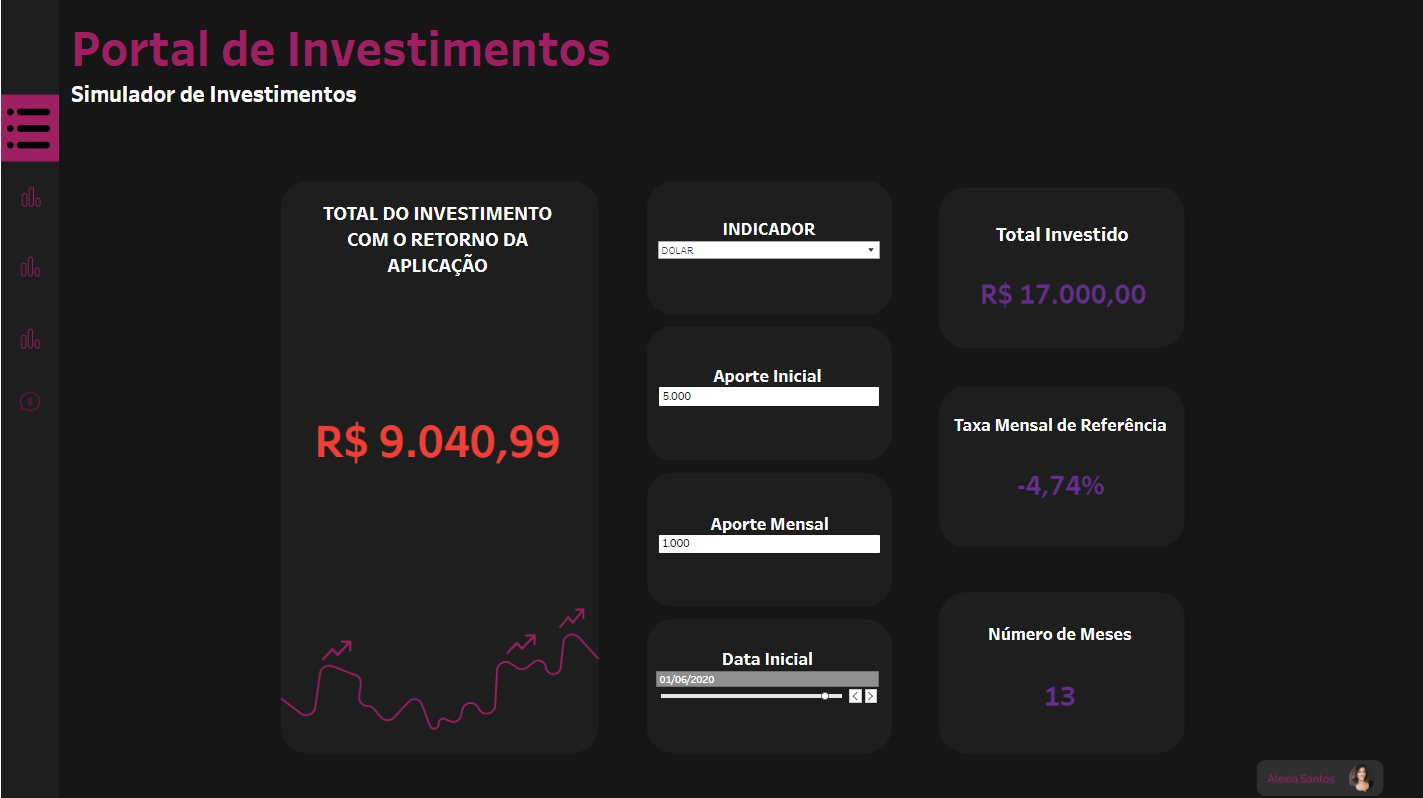 Portal de Investimentos
Simulador de Investimentos
TOTAL DO INVESTIMENTO
COM O RETORNO DA
APLICAÇÃO
R$ 9.040,99
INDICADOR
DOLAR
Aporte Inicial
5.000
Aporte Mensal
1.000
Data Inicial
01/06/2020
Total Investido
R$ 17.000,00
Taxa Mensal de Referência
-4,74%
Número de Meses
13
Alexia Santos